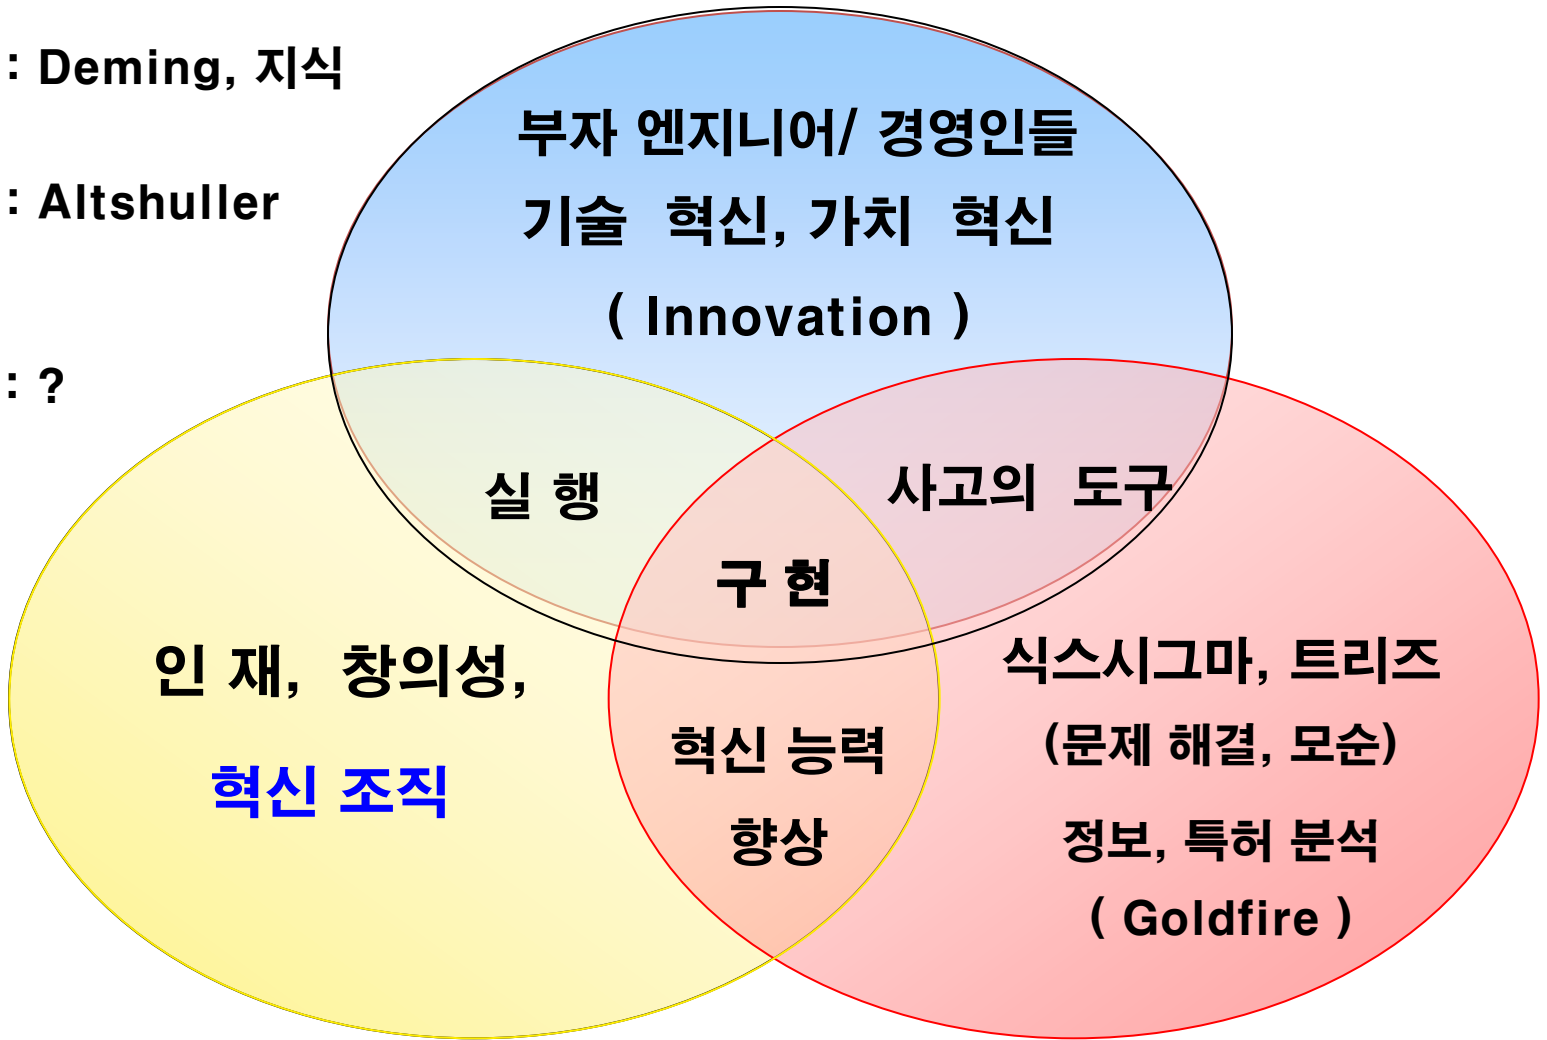 : Deming, 지식
: Altshuller
: ?
부자 엔지니어/ 경영인들
기술 혁신, 가치 혁신
( Innovation )
실 행
사고의 도구
구 현
인 재, 창의성,
혁신 조직
혁신 능력
향상
식스시그마, 트리즈
(문제 해결, 모순)
정보, 특허 분석
( Goldfire )